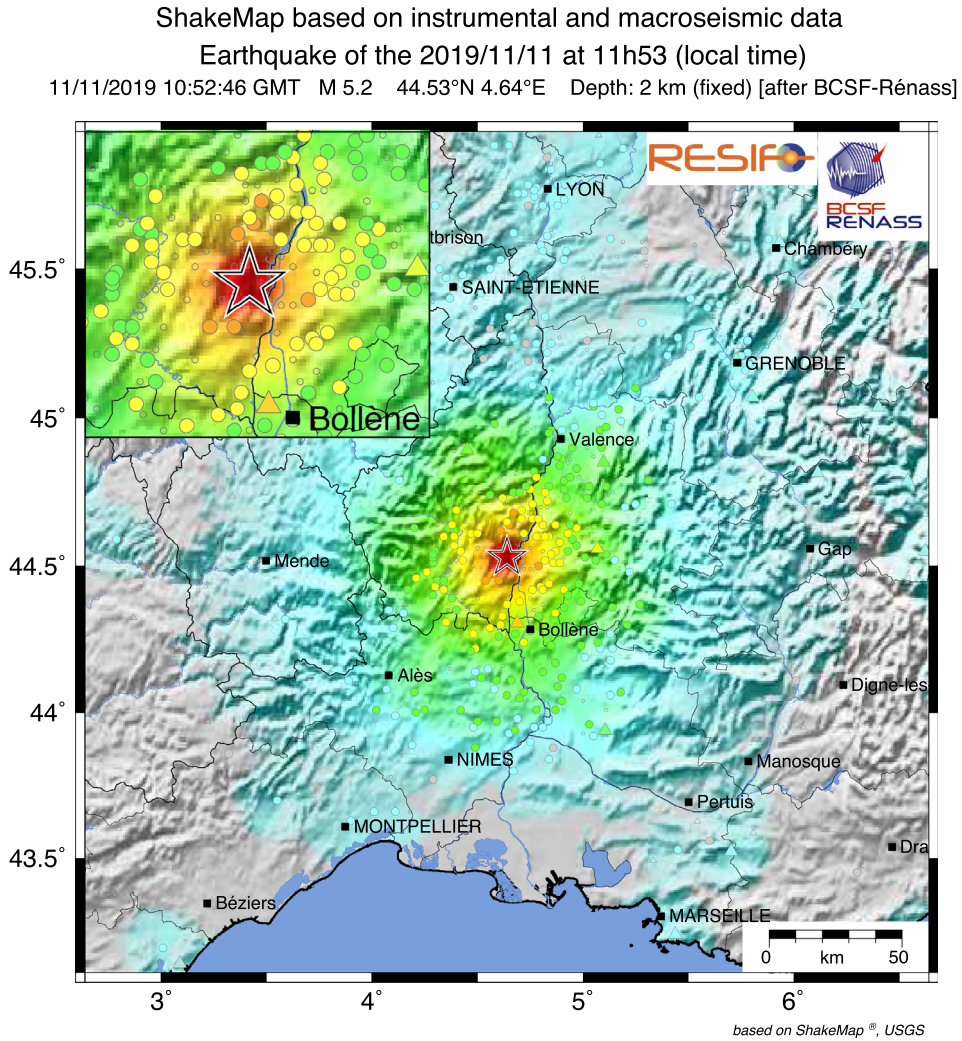 ShakeMap based on instrumental and macroseismic data
Earthquake of the 2019/11/11 at 11h53 (local time)
11/11/2019 10:52:46 GMT M 5.2 44.53°N 4.64°E Depth: 2 km (fixed) [after BCSF-Rénass]
RESIF
BCSF
RENASS
LYON
tbrison
Chambéry
45.5°
SAINT-ETIENNE
GRENOBLE
Bollène
45°
Valence
44.5°
Mende
Gap
Bollène
Alès
Digne-les
44°
NIMES
Manosque
Pertuis
MONTPELLIER
43.5°
Dra
Béziers
MARSEILLE
0 km 50
3° 4° 5° 6°
based on ShakeMap ®, USGS